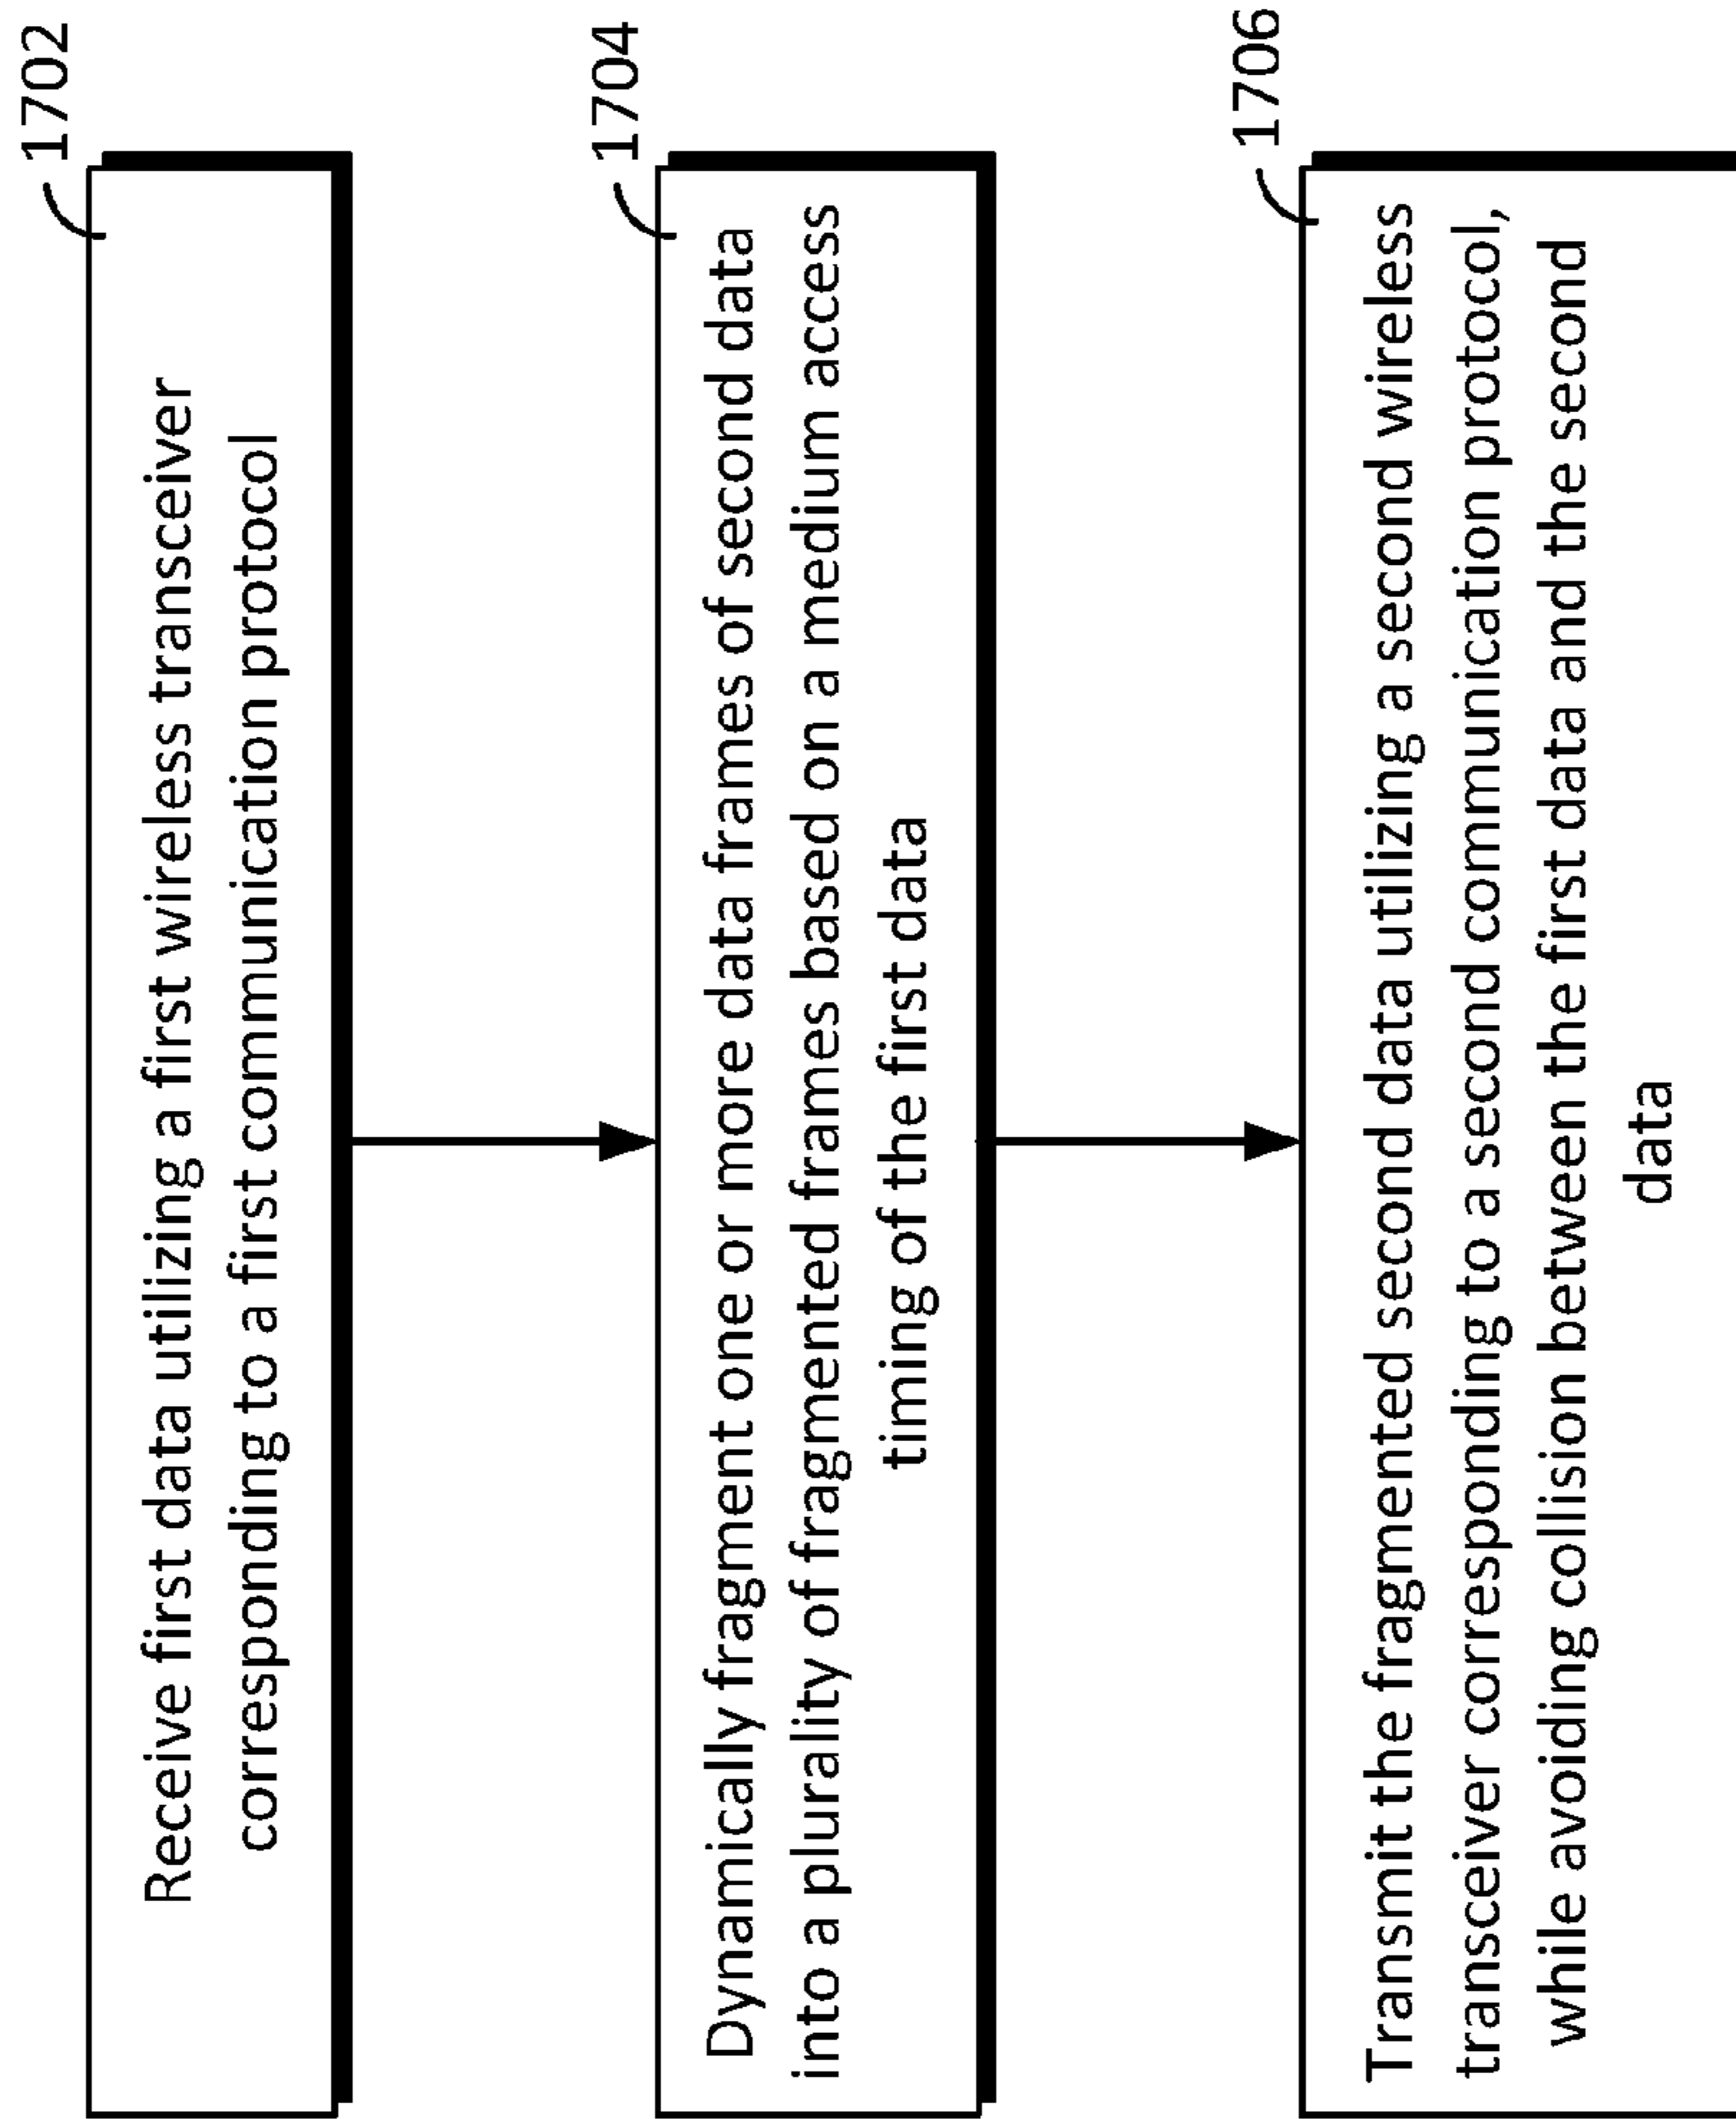 1702
Receive first data utilizing a first wireless transceiver
corresponding to a first communication protocol
1704
Dynamically fragment one or more data frames of second data
into a plurality of fragmented frames based on a medium access
timing of the first data
1706
Transmit the fragmented second data utilizing a second wireless
transceiver corresponding to a second communication protocol,
while avoiding collision between the first data and the second
data